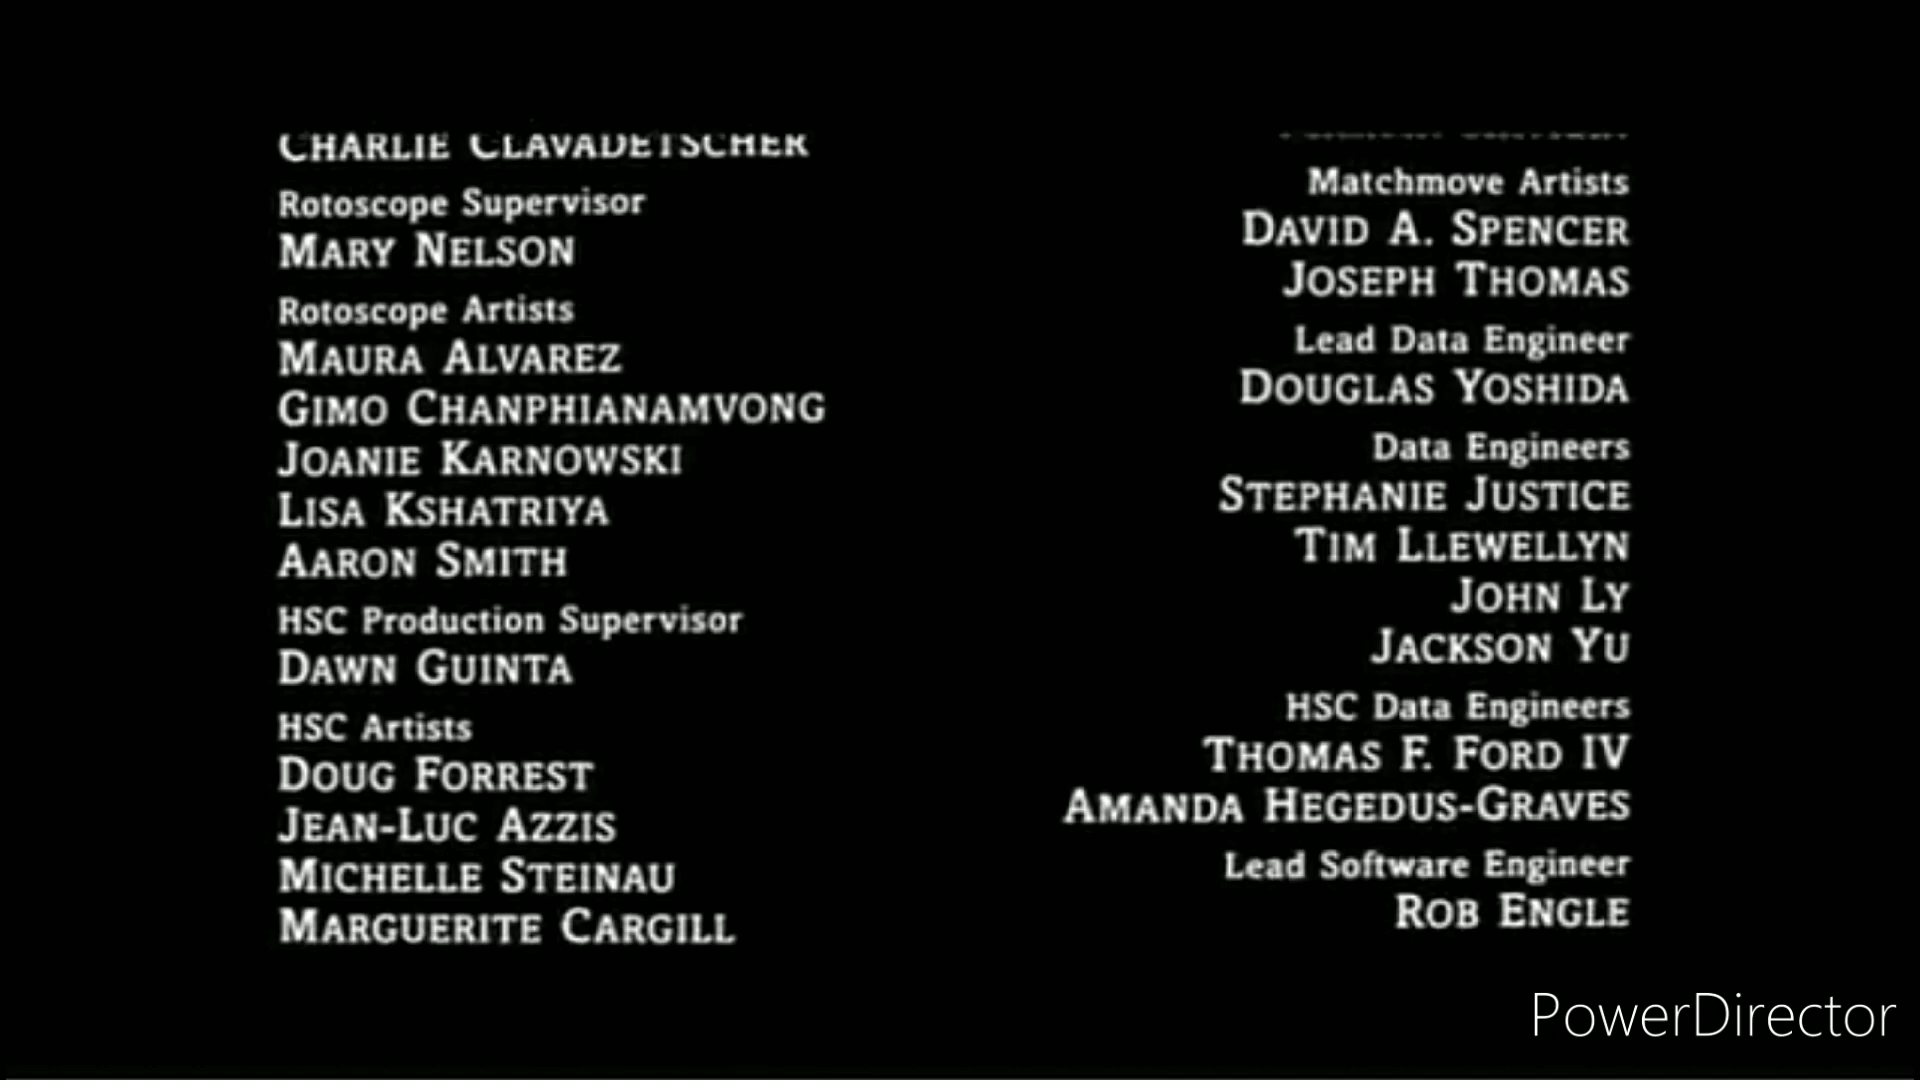 CHARLIE CLAVADETSCHER
Rotoscope Supervisor
MARY NELSON
Rotoscope Artists
MAURA ALVAREZ
GIMO CHANPHIANAMVONG
JOANIE KARNOWSKI
LISA KSHATRIYA
AARON SMITH
HSC Production Supervisor
DAWN GUINTA
HSC Artists
DOUG FORREST
JEAN-LUC AZZIS
MICHELLE STEINAU
MARGUERITE CARGILL
Matchmove Artists
DAVID A. SPENCER
JOSEPH THOMAS
Lead Data Engineer
DOUGLAS YOSHIDA
Data Engineers
STEPHANIE JUSTICE
TIM LLEWELLYN
JOHN LY
JACKSON YU
HSC Data Engineers
THOMAS F. FORD IV
AMANDA HEGEDUS-GRAVES
Lead Software Engineer
ROB ENGLE
PowerDirector